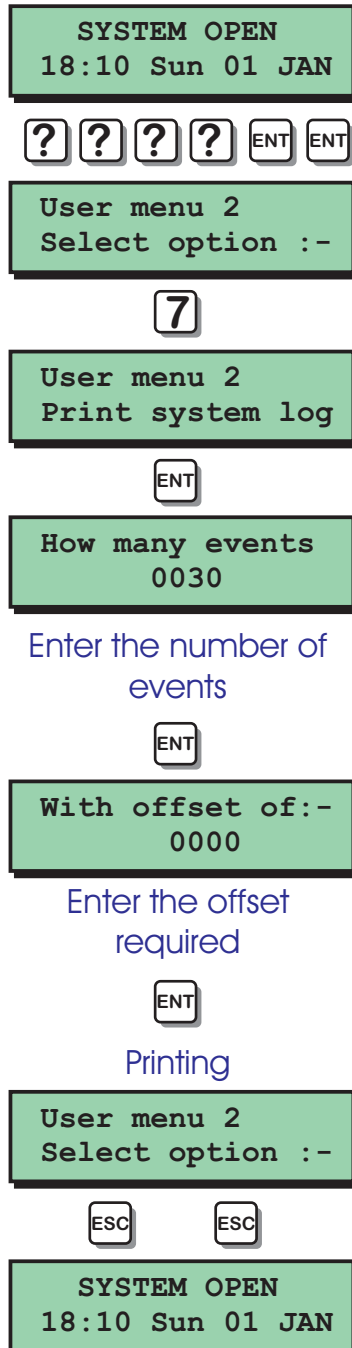 SYSTEM OPEN
18:10 Sun 01 JAN
? ? ? ? ENT ENT
User menu 2
Select option :-
7
User menu 2
Print system log
ENT
How many events
0030
Enter the number of
events
ENT
With offset of:-
0000
Enter the offset
required
ENT
Printing
User menu 2
Select option :-
ESC ESC
SYSTEM OPEN
18:10 Sun 01 JAN